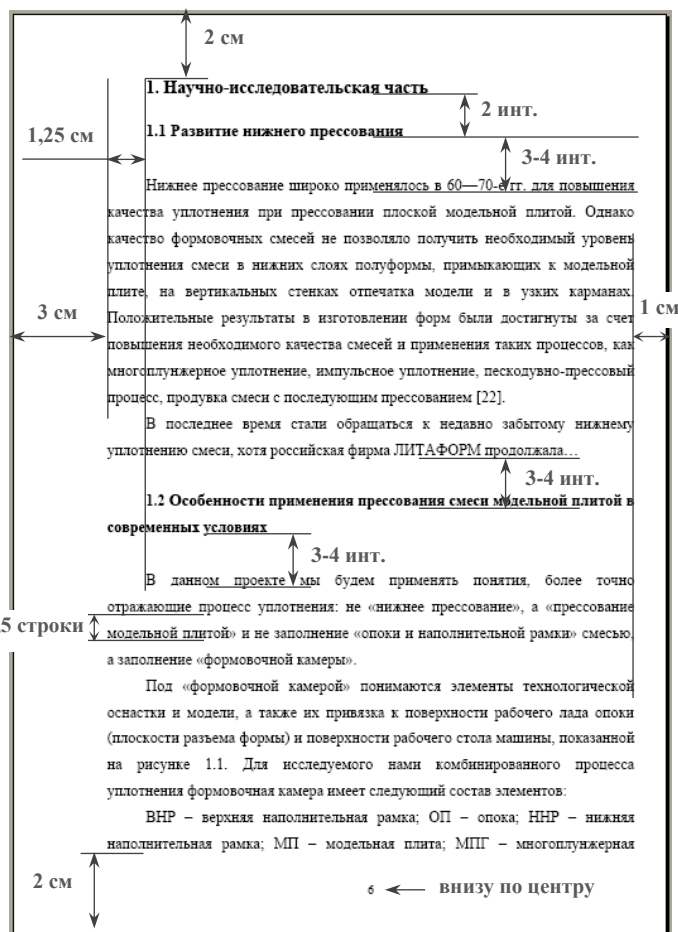 2 см
1. Научно-исследовательская часть
2 инт.
1.1 Развитие нижнего прессования
1,25 см
3-4 инт.
Нижнее прессование широко применялось в 60—70-е гг. для повышения
качества уплотнения при прессовании плоской модельной плитой. Однако
качество формовочных смесей не позволяло получить необходимый уровень
уплотнения смеси в нижних слоях полуформы, примыкающих к модельной
плите, на вертикальных стенках отпечатка модели и в узких карманах.
3 см
Положительные результаты в изготовлении форм были достигнуты за счет
1 см
повышения необходимого качества смесей и применения таких процессов, как
многоплунжерное уплотнение, импульсное уплотнение, пескодувно-прессовый
процесс, продувка смеси с последующим прессованием [22].
В последнее время стали обращаться к недавно забытому нижнему
уплотнению смеси, хотя российская фирма ЛИТАФОРМ продолжала…
3-4 инт.
1.2 Особенности применения прессования смеси модельной плитой в
современных условиях
3-4 инт.
В данном проекте мы будем применять понятия, более точно
отражающие процесс уплотнения: не «нижнее прессование», а «прессование
5 строки
модельной плитой» и не заполнение «опоки и наполнительной рамки» смесью,
а заполнение «формовочной камеры».
Под «формовочной камерой» понимаются элементы технологической
оснастки и модели, а также их привязка к поверхности рабочего лада опоки
(плоскости разъема формы) и поверхности рабочего стола машины, показанной
на рисунке 1.1. Для исследуемого нами комбинированного процесса
уплотнения формовочная камера имеет следующий состав элементов:
ВНР – верхняя наполнительная рамка; ОП – опока; ННР – нижняя
наполнительная рамка; МП – модельная плита; МПГ – многоплунжерная
2 см
6
внизу по центру